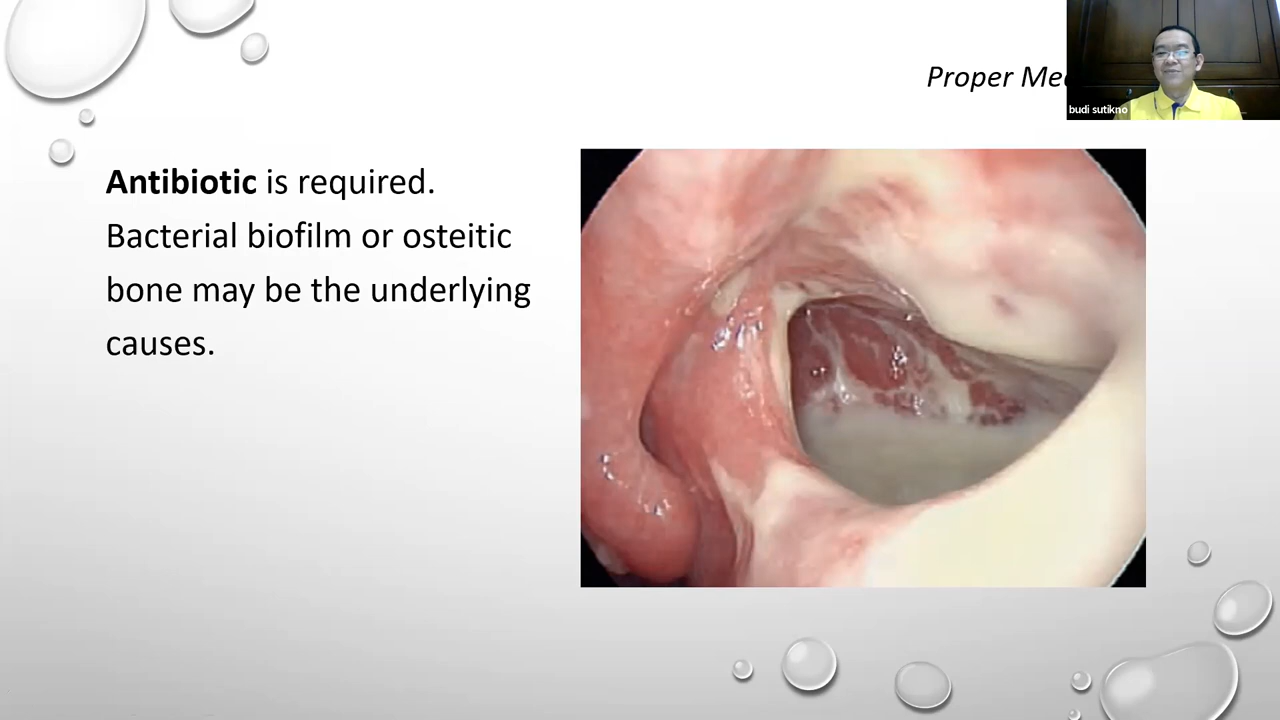 Proper Me
budi sutikno
Antibiotic is required.
Bacterial biofilm or osteitic
bone may be the underlying
causes.